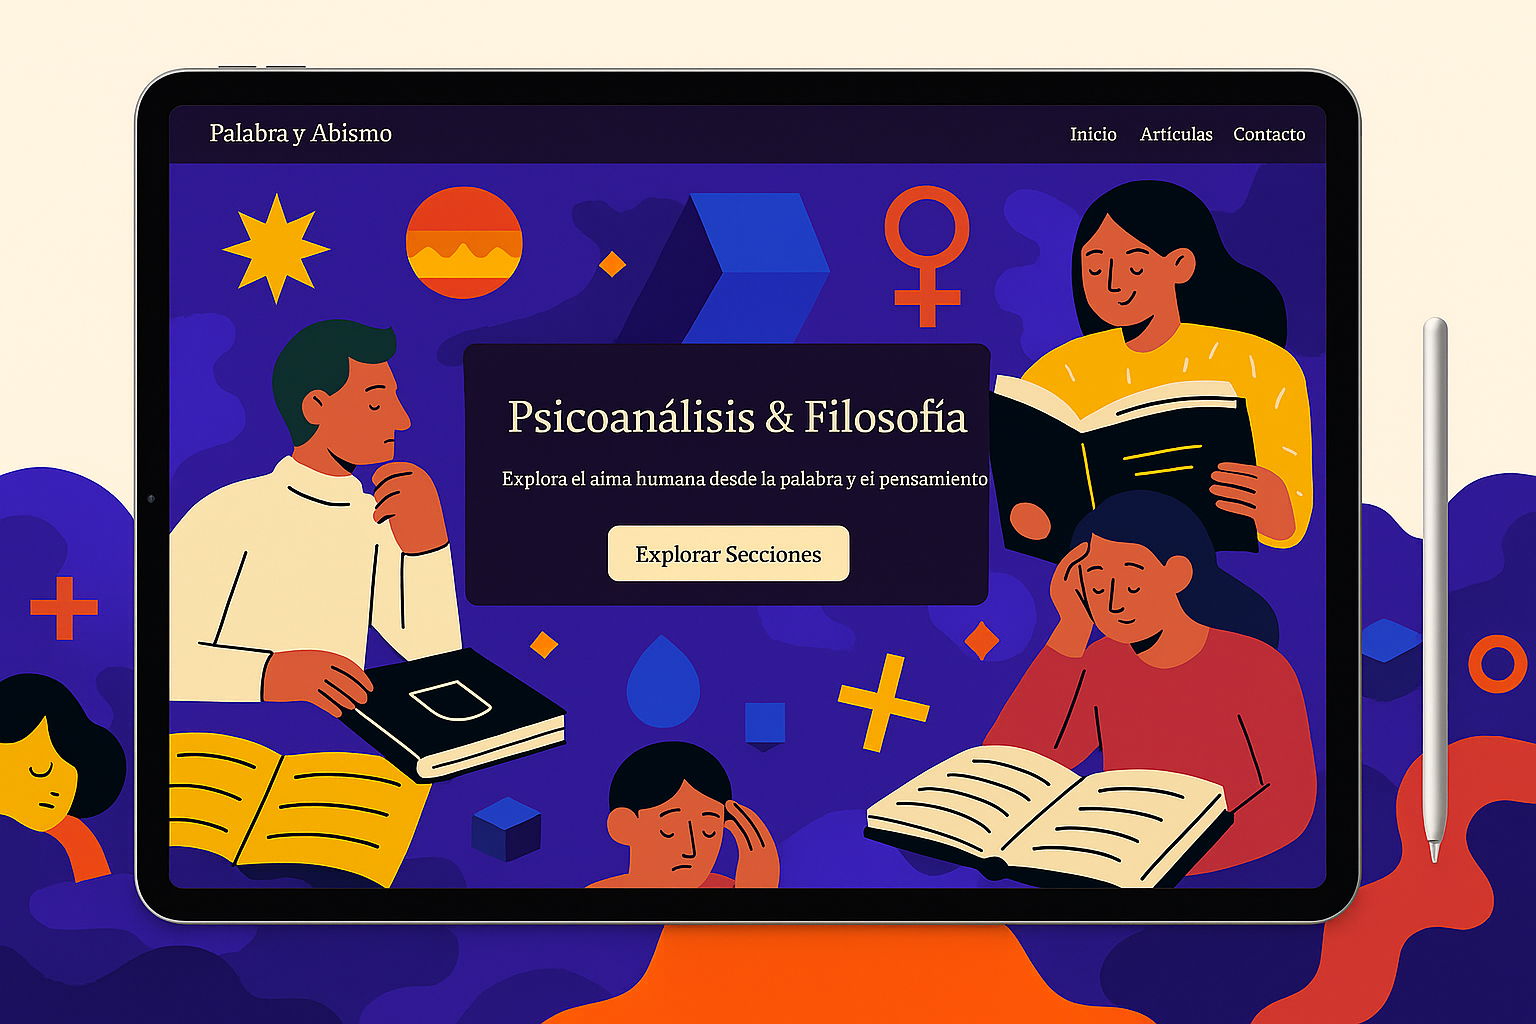 Palabra y Abismo
Inicio Artículas Contacto
Psicoanálisis & Filosofía
Explora el aima humana desde la palabra y ei pensamiento
Explorar Secciones